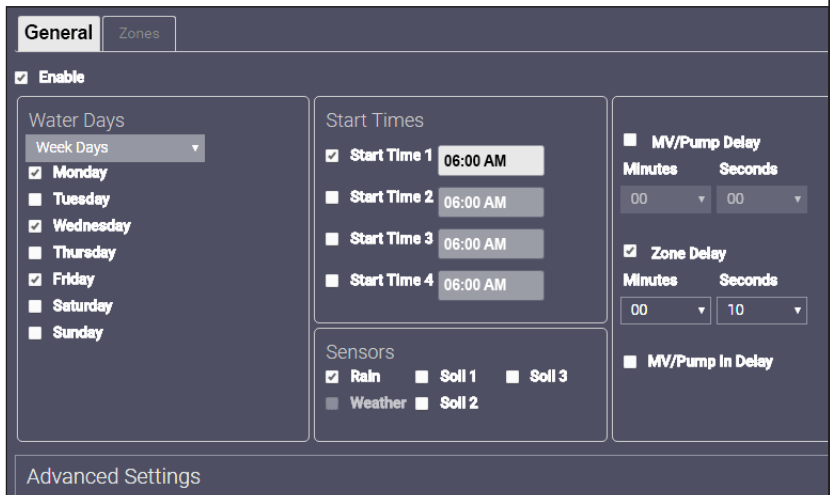 General
Zones
Enable
Water Days
Week Days
Monday
Tuesday
Wednesday
Thursday
Friday
Saturday
Sunday
Start Times
Start Time 1 06:00 AM
Start Time 2 06:00 AM
Start Time 3 06:00 AM
Start Time 4 06:00 AM
Sensors
Rain Soil 1 Soil 3
Weather Soil 2
MV/Pump Delay
Minutes Seconds
00 00
Zone Delay
Minutes Seconds
00 10
MV/Pump In Delay
Advanced Settings